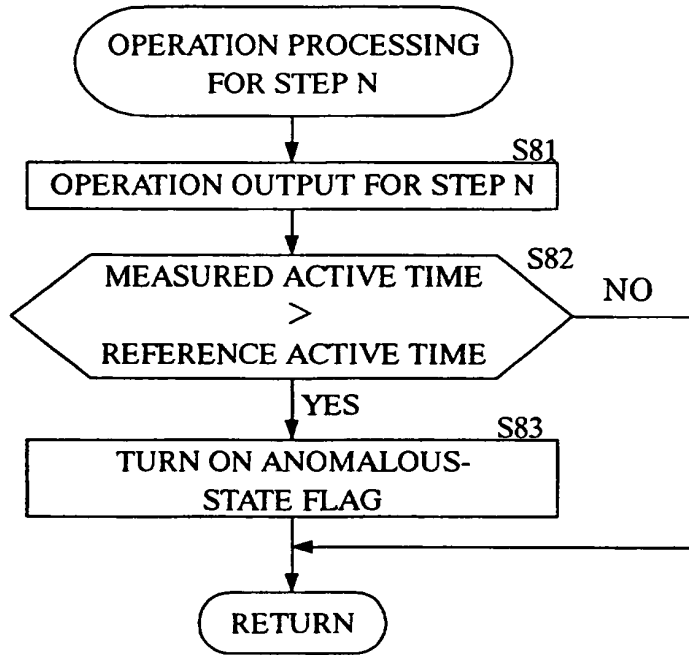 OPERATION PROCESSING
FOR STEP N
S81
OPERATION OUTPUT FOR STEP N
S82
MEASURED ACTIVE TIME
>
REFERENCE ACTIVE TIME
NO
YES
S83
TURN ON ANOMALOUS-
STATE FLAG
RETURN